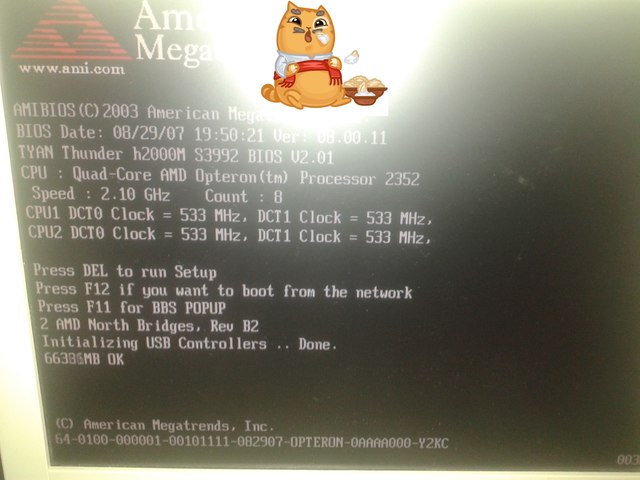 Ame
Mega
www.ami.com
AMIBIOS(C)2003 American
BIOS Date: 08/29/07 19:50:21 Ver: 08.00.11
TYAN Thunder h2000M S3992 BIOS V2.01
CPU : Quad-Core AMD Opteron(tm) Processor 2352
Speed : 2.10 GHz Count : 8
CPU1 DCT0 Clock = 533 MHz, DCT1 Clock = 533 MHz,
CPU2 DCT0 Clock = 533 MHz, DCT1 Clock = 533 MHz,
Press DEL to run Setup
Press F12 if you want to boot from the network
Press F11 for BBS POPUP
2 AMD North Bridges, Rev B2
Initializing USB Controllers .. Done.
OK
(C) American Megatrends, Inc.
64-0100-000001-00101111-082907-OPTERON-0AAAA000-Y2KC